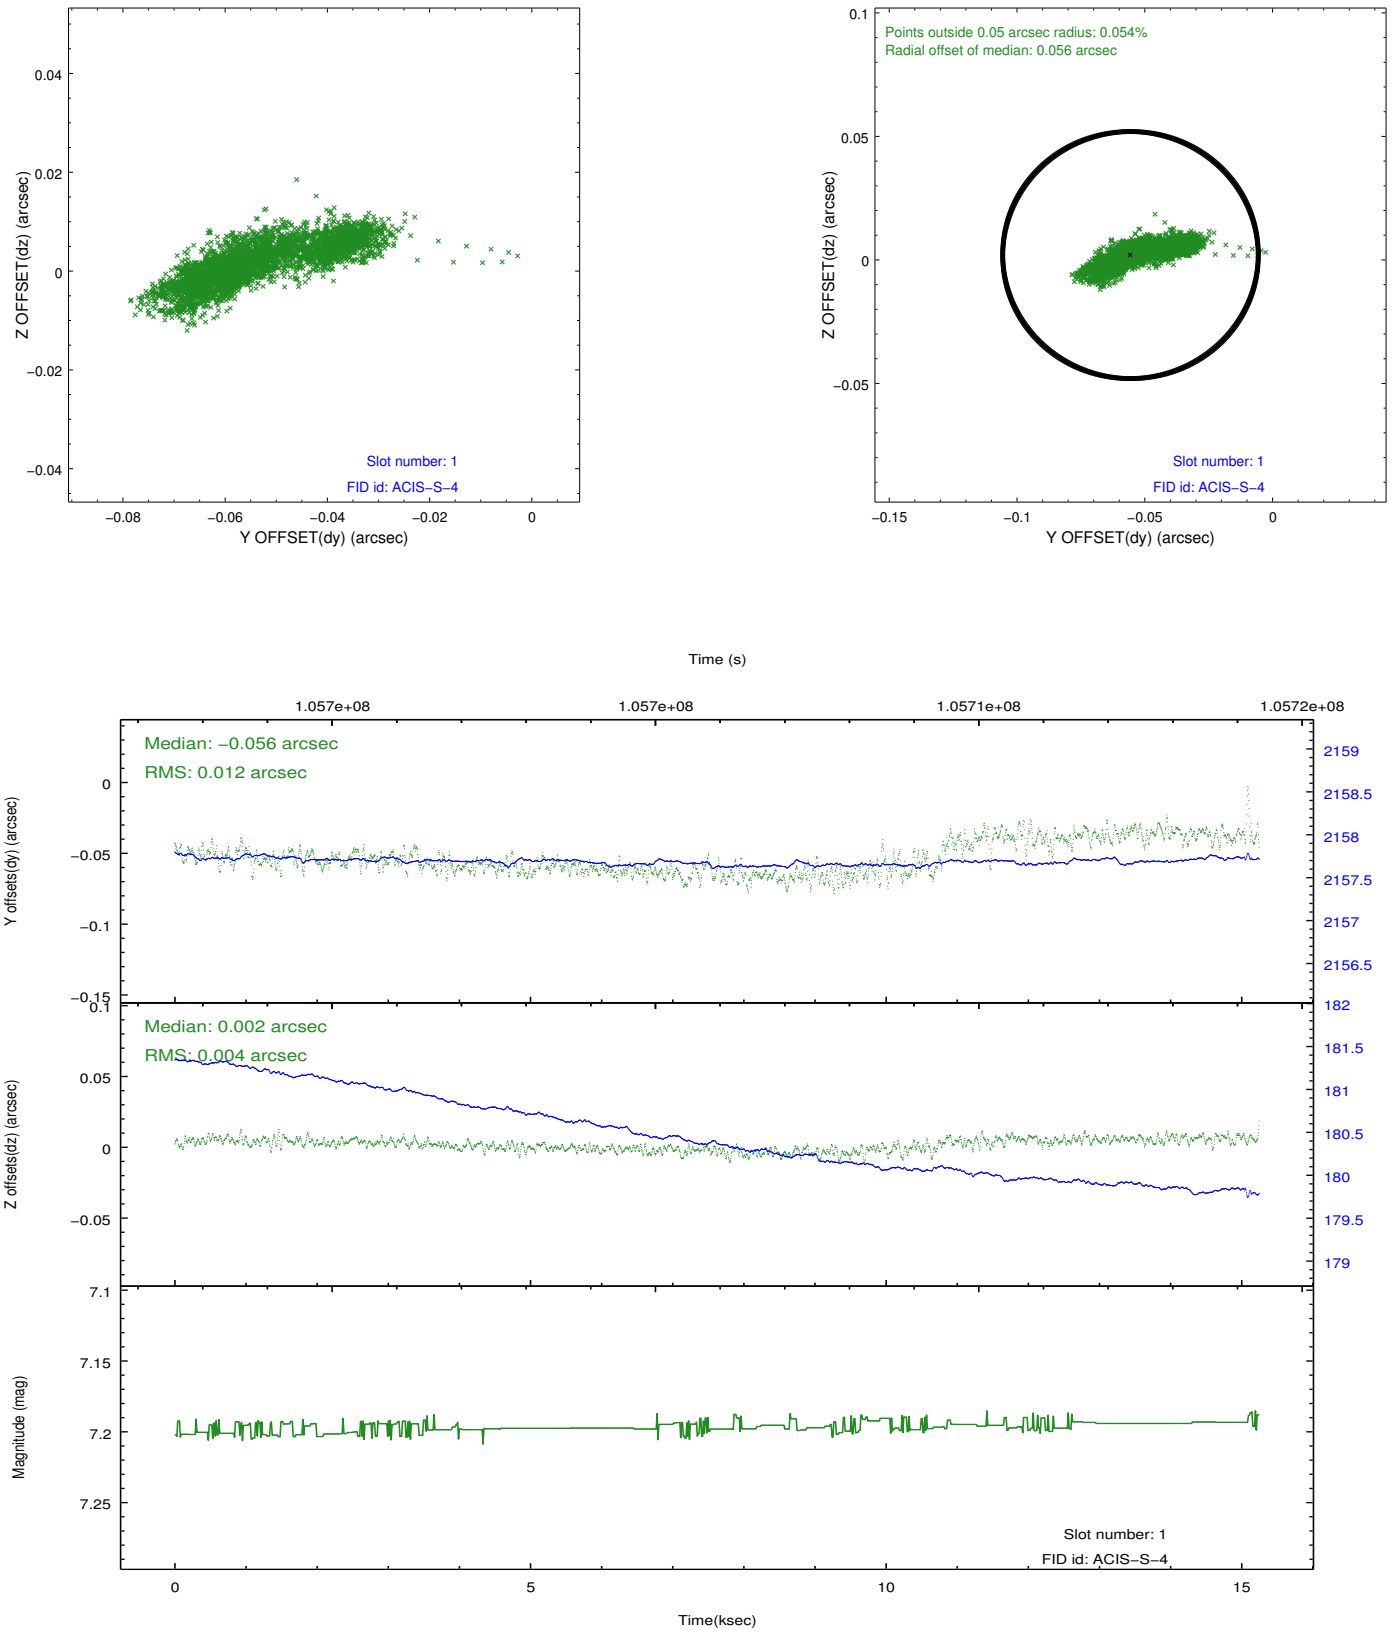 0.04
0.02
0
−0.02
−0.04
Z OFFSET(dz) (arcsec)
Slot number: 1
FID id: ACIS−S−4
−0.08 −0.06 −0.04 −0.02 0
Y OFFSET(dy) (arcsec)
Points outside 0.05 arcsec radius: 0.054%
Radial offset of median: 0.056 arcsec
0.1
0.05
0
−0.05
Z OFFSET(dz) (arcsec)
Slot number: 1
FID id: ACIS−S−4
−0.15 −0.1 −0.05 0
Y OFFSET(dy) (arcsec)
Time (s)
1.057e+08 1.057e+08 1.0571e+08 1.0572e+08
Median: −0.056 arcsec
RMS: 0.012 arcsec
0
−0.05
−0.1
−0.15
Y offsets(dy) (arcsec)
2159
2158.5
2158
2157.5
2157
2156.5
Median: 0.002 arcsec
RMS: 0.004 arcsec
0.1
0.05
0
−0.05
Z offsets(dz) (arcsec)
182
181.5
181
180.5
180
179.5
179
7.1
7.15
7.2
7.25
Magnitude (mag)
Slot number: 1
FID id: ACIS−S−4
0 5 10 15
Time(ksec)